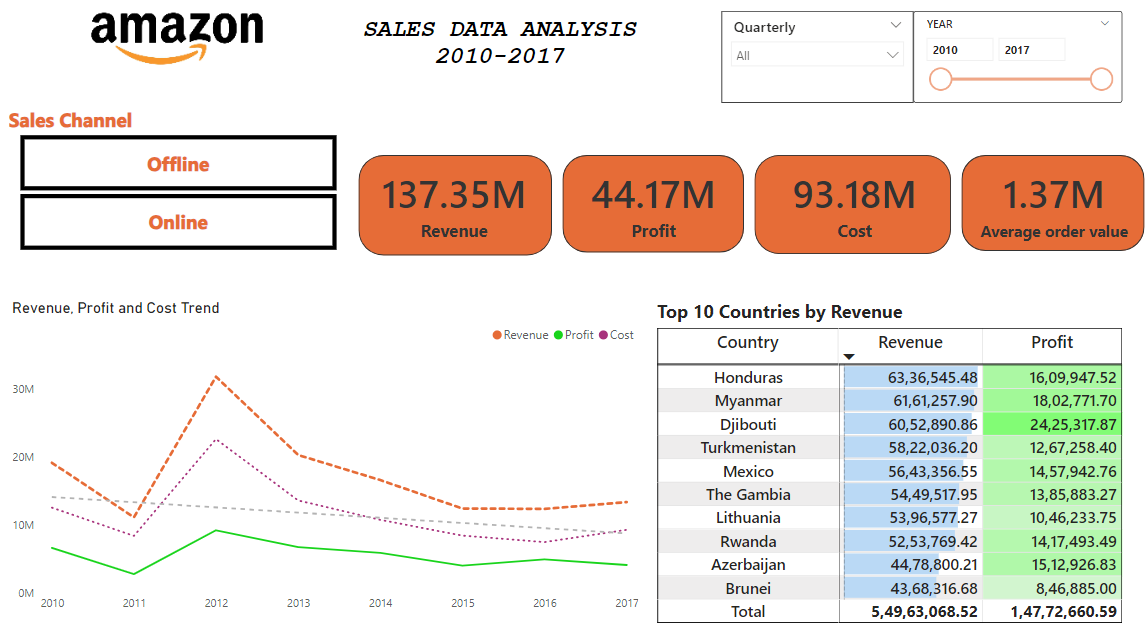 amazon
SALES DATA ANALYSIS
2010-2017
Quarterly
All
YEAR
2010 2017
Sales Channel
Offline
Online
137.35M
Revenue
44.17M
Profit
93.18M
Cost
1.37M
Average order value
Revenue, Profit and Cost Trend
Revenue Profit Cost
30M
20M
10M
0M
2010 2011 2012 2013 2014 2015 2016 2017
Top 10 Countries by Revenue
Country Revenue Profit
Honduras 63,36,545.48 16,09,947.52
Myanmar 61,61,257.90 18,02,771.70
Djibouti 60,52,890.86 24,25,317.87
Turkmenistan 58,22,036.20 12,67,258.40
Mexico 56,43,356.55 14,57,942.76
The Gambia 54,49,517.95 13,85,883.27
Lithuania 53,96,577.27 10,46,233.75
Rwanda 52,53,769.42 14,17,493.49
Azerbaijan 44,78,800.21 15,12,926.83
Brunei 43,68,316.68 8,46,885.00
Total 5,49,63,068.52 1,47,72,660.59